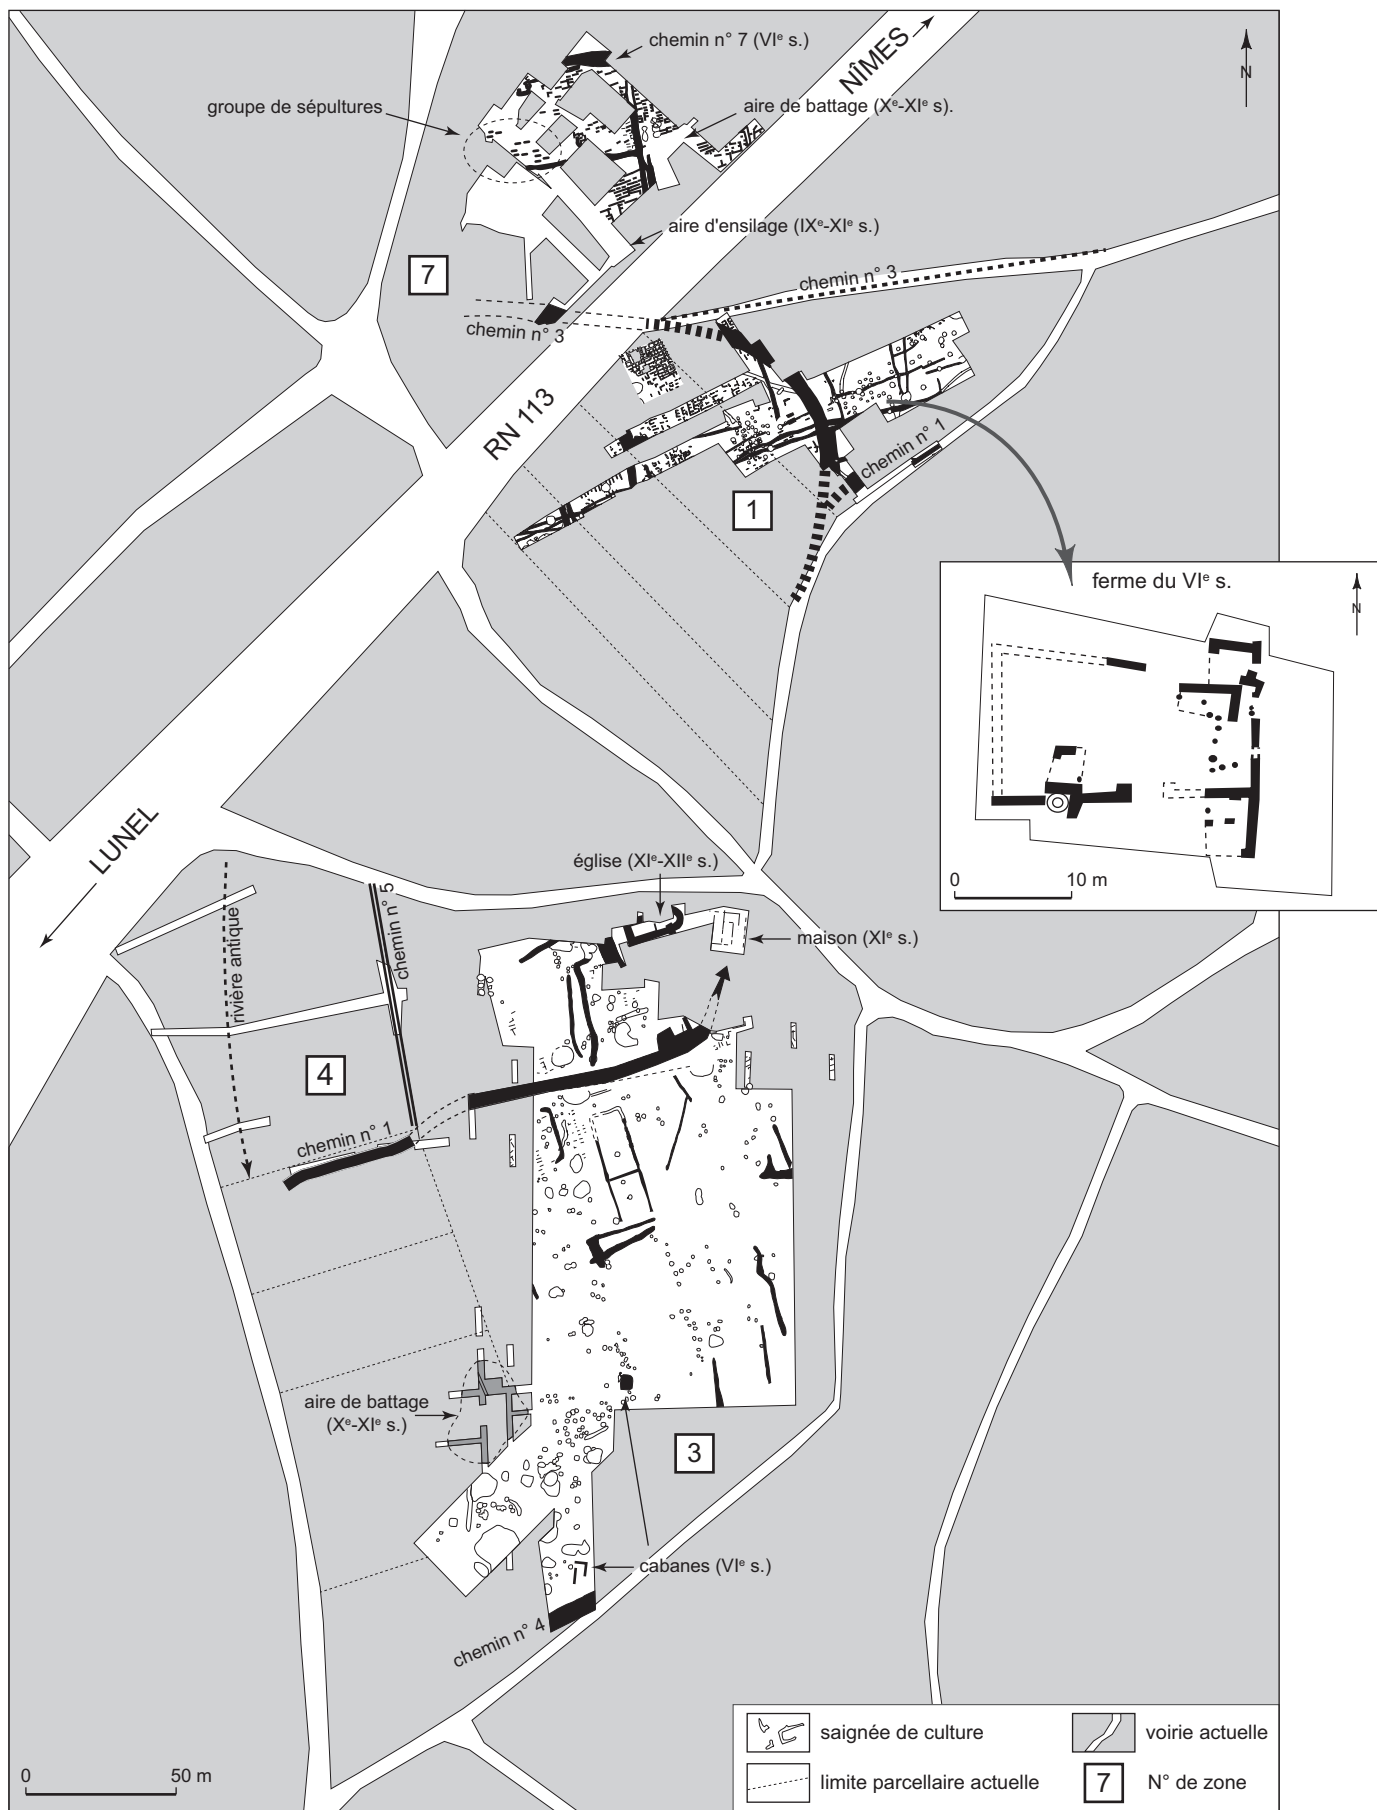 chemin n° 7 (VIᵉ s.)
NÎMES
N
groupe de sépultures
aire de battage (Xᵉ-XIᵉ s).
aire d'ensilage (IXᵉ-XIᵉ s.)
7
chemin n° 3
chemin n° 3
RN 113
chemin n° 1
1
ferme du VIᵉ s.
N
0 10 m
LUNEL
église (XIᵉ-XIIᵉ s.)
maison (XIᵉ s.)
chemin n° 5
rivière antique
4
chemin n° 1
aire de battage
(Xᵉ-XIᵉ s.)
3
cabanes (VIᵉ s.)
chemin n° 4
0 50 m
saignée de culture
voirie actuelle
limite parcellaire actuelle
7 N° de zone